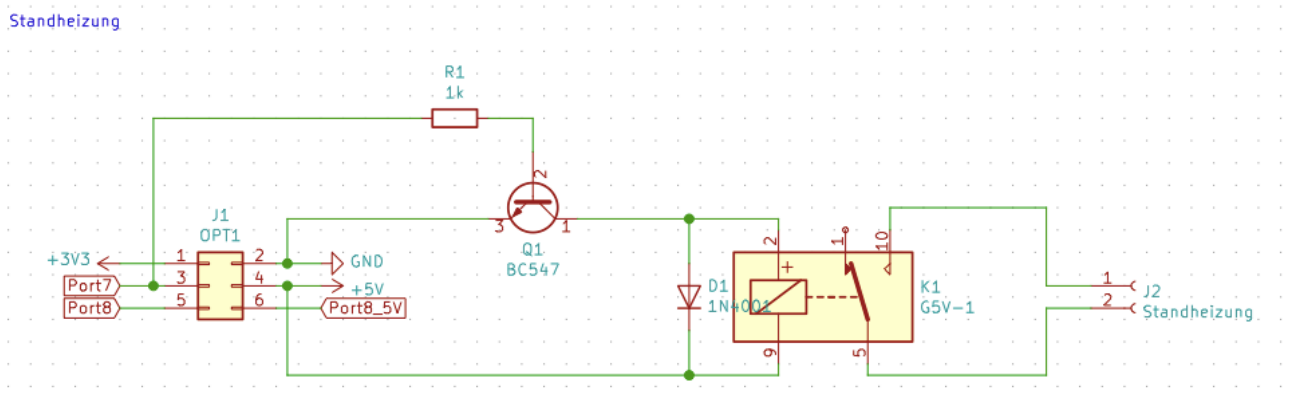 Standheizung
R1
1k
2
3
1
Q1
BC547
J1
OPT1
+3V3
1
2
GND
Port7
3
4
+5V
Port8
5
6
Port8_5V
D1
1N4001
2
1
10
+
K1
G5V-1
9
5
1
2
J2
Standheizung